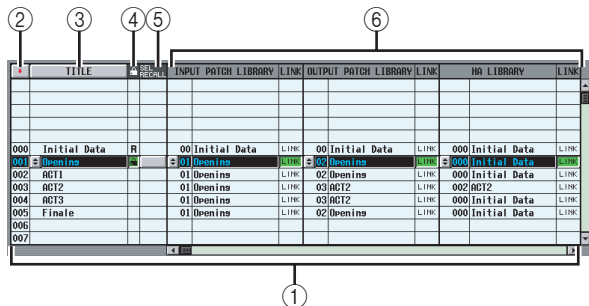 ② ③ ④ ⑤ ⑥
TITLE SEL RECALL INPUT PATCH LIBRARY LINK OUTPUT PATCH LIBRARY LINK HA LIBRARY LINK
000 Initial Data R 00 Initial Data LINK 00 Initial Data LINK 000 Initial Data LINK
001 Opening 01 Opening LINK 02 Opening LINK 000 Initial Data LINK
002 ACT1 01 Opening LINK 02 Opening LINK 000 Initial Data LINK
003 ACT2 01 Opening LINK 03 ACT2 LINK 002 ACT2 LINK
004 ACT3 01 Opening LINK 03 ACT2 LINK 000 Initial Data LINK
005 Finale 01 Opening LINK 02 Opening LINK 000 Initial Data LINK
006
007
①